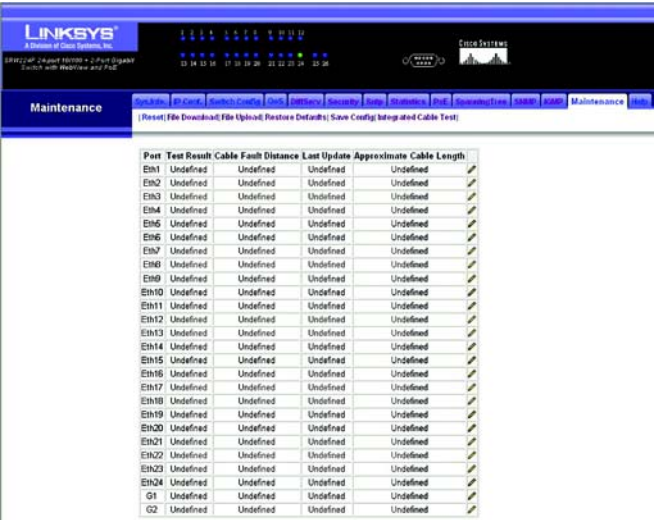 LINKSYS®
A Division of Cisco Systems, Inc.
SRW224P 24-port 10/100 + 2-Port Gigabit
Switch with WebView and PoE
1 2 3 4 5 6 7 8 9 10 11 12
13 14 15 16 17 18 19 20 21 22 23 24 25 26
CISCO SYSTEMS
Maintenance
Sys.Info. IP Conf. Switch Config QoS DiffServ Security Sntp Statistics PoE SpanningTree SNMP IGMP Maintenance Help
| Reset| File Download| File Upload| Restore Defaults| Save Config| Integrated Cable Test|
Port Test Result Cable Fault Distance Last Update Approximate Cable Length
Eth1 Undefined Undefined Undefined Undefined
Eth2 Undefined Undefined Undefined Undefined
Eth3 Undefined Undefined Undefined Undefined
Eth4 Undefined Undefined Undefined Undefined
Eth5 Undefined Undefined Undefined Undefined
Eth6 Undefined Undefined Undefined Undefined
Eth7 Undefined Undefined Undefined Undefined
Eth8 Undefined Undefined Undefined Undefined
Eth9 Undefined Undefined Undefined Undefined
Eth10 Undefined Undefined Undefined Undefined
Eth11 Undefined Undefined Undefined Undefined
Eth12 Undefined Undefined Undefined Undefined
Eth13 Undefined Undefined Undefined Undefined
Eth14 Undefined Undefined Undefined Undefined
Eth15 Undefined Undefined Undefined Undefined
Eth16 Undefined Undefined Undefined Undefined
Eth17 Undefined Undefined Undefined Undefined
Eth18 Undefined Undefined Undefined Undefined
Eth19 Undefined Undefined Undefined Undefined
Eth20 Undefined Undefined Undefined Undefined
Eth21 Undefined Undefined Undefined Undefined
Eth22 Undefined Undefined Undefined Undefined
Eth23 Undefined Undefined Undefined Undefined
Eth24 Undefined Undefined Undefined Undefined
G1 Undefined Undefined Undefined Undefined
G2 Undefined Undefined Undefined Undefined